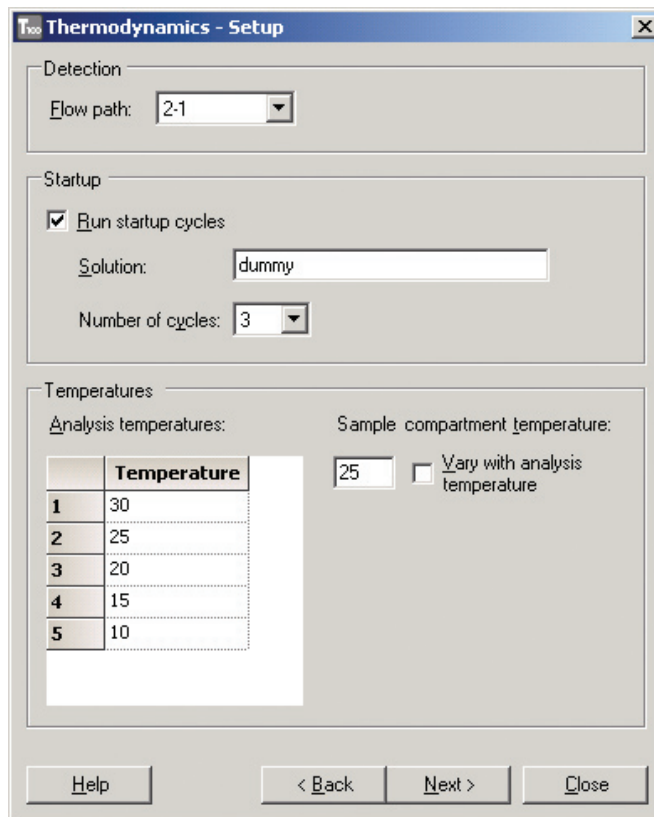 T100 Thermodynamics - Setup
Detection
Flow path: 2-1
Startup
Run startup cycles
Solution: dummy
Number of cycles: 3
Temperatures
Analysis temperatures:
Temperature
1 30
2 25
3 20
4 15
5 10
Sample compartment temperature:
25 Vary with analysis
temperature
Help < Back Next > Close